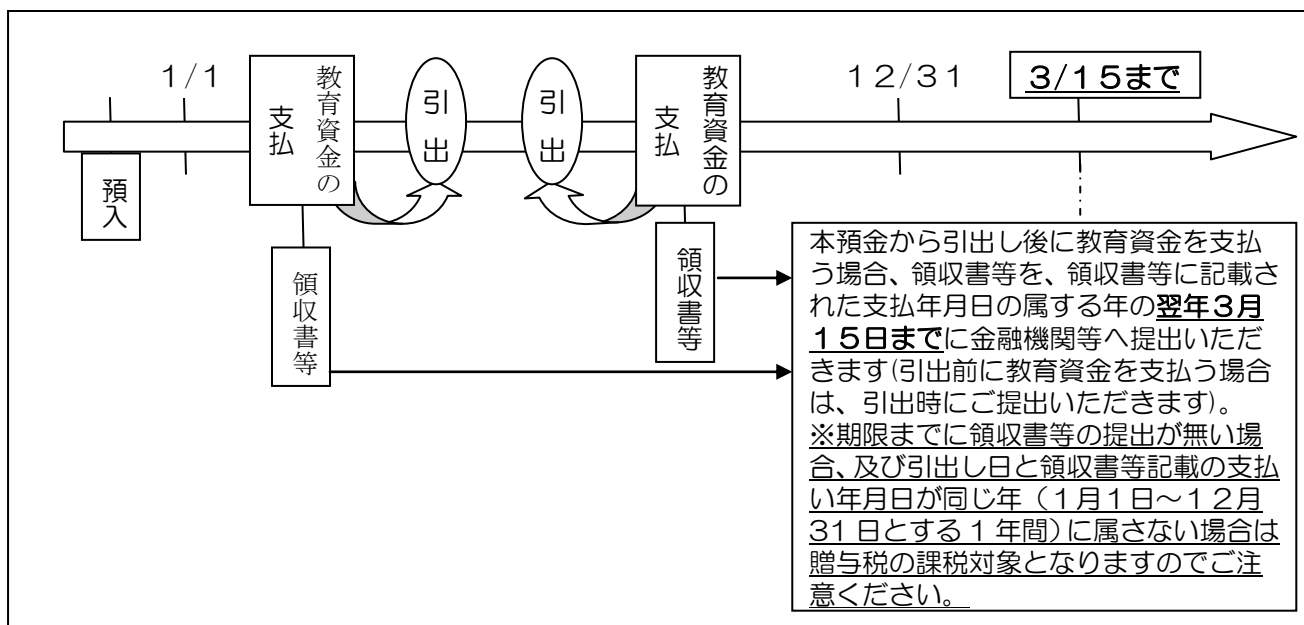 1/1
12/31
3/15まで
教育資金の
支払
引出
引出
教育資金の
支払
預入
領収書等
領収書等
本預金から引出し後に教育資金を支払
う場合、領収書等を、領収書等に記載さ
れた支払年月日の属する年の翌年3月
15日までに金融機関等へ提出いただ
きます(引出前に教育資金を支払う場合
は、引出時にご提出いただきます)。
※期限までに領収書等の提出が無い場
合、及び引出し日と領収書等記載の支払
い年月日が同じ年（1月1日～12月
31日とする1年間）に属さない場合は
贈与税の課税対象となりますのでご注
意ください。